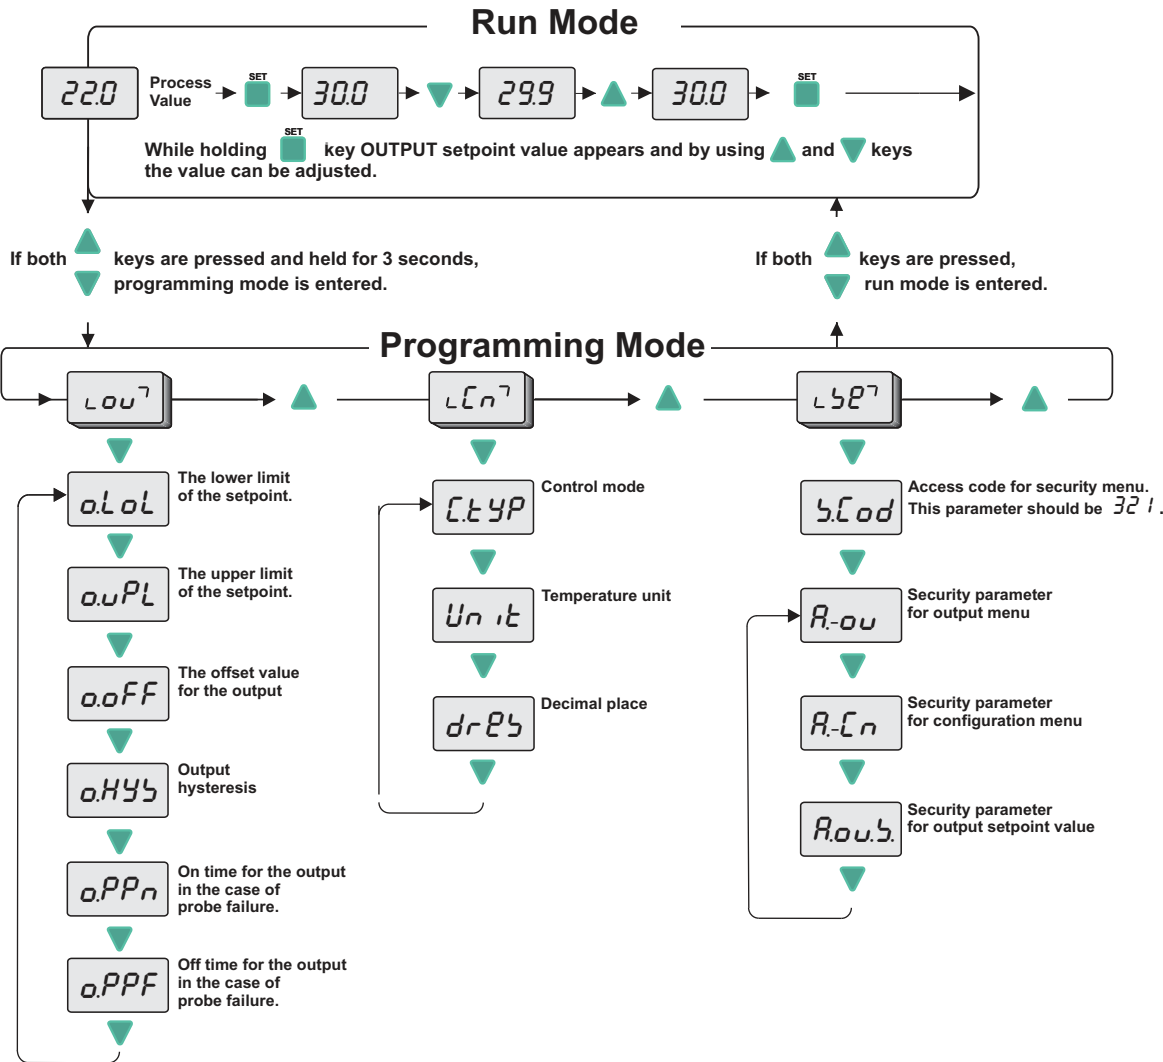 Run Mode
22.0 Process Value SET 30.0 29.9 30.0 SET
While holding SET key OUTPUT setpoint value appears and by using and keys
the value can be adjusted.
If both keys are pressed and held for 3 seconds,
programming mode is entered.
If both keys are pressed,
run mode is entered.
Programming Mode
ou
o.LoL
The lower limit
of the setpoint.
o.uPL
The upper limit
of the setpoint.
o.oFF
The offset value
for the output
o.HYS
Output
hysteresis
o.PPn
On time for the output
in the case of
probe failure.
o.PPF
Off time for the output
in the case of
probe failure.
Cn
C.tYP
Control mode
Unit
Temperature unit
drES
Decimal place
SE
S.Cod
Access code for security menu.
This parameter should be 321.
A.-ou
Security parameter
for output menu
A.-Cn
Security parameter
for configuration menu
A.ou.S.
Security parameter
for output setpoint value